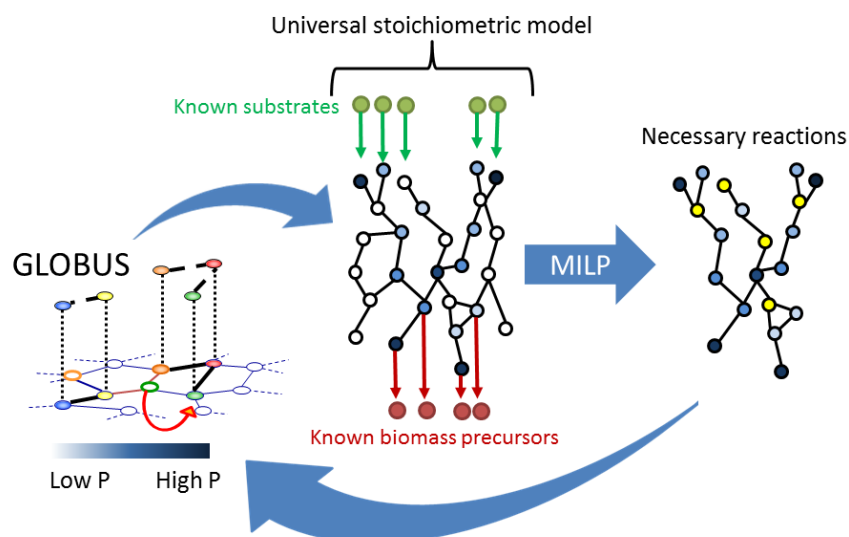 Universal stoichiometric model
Known substrates
Necessary reactions
GLOBUS
MILP
Known biomass precursors
Low P
High P